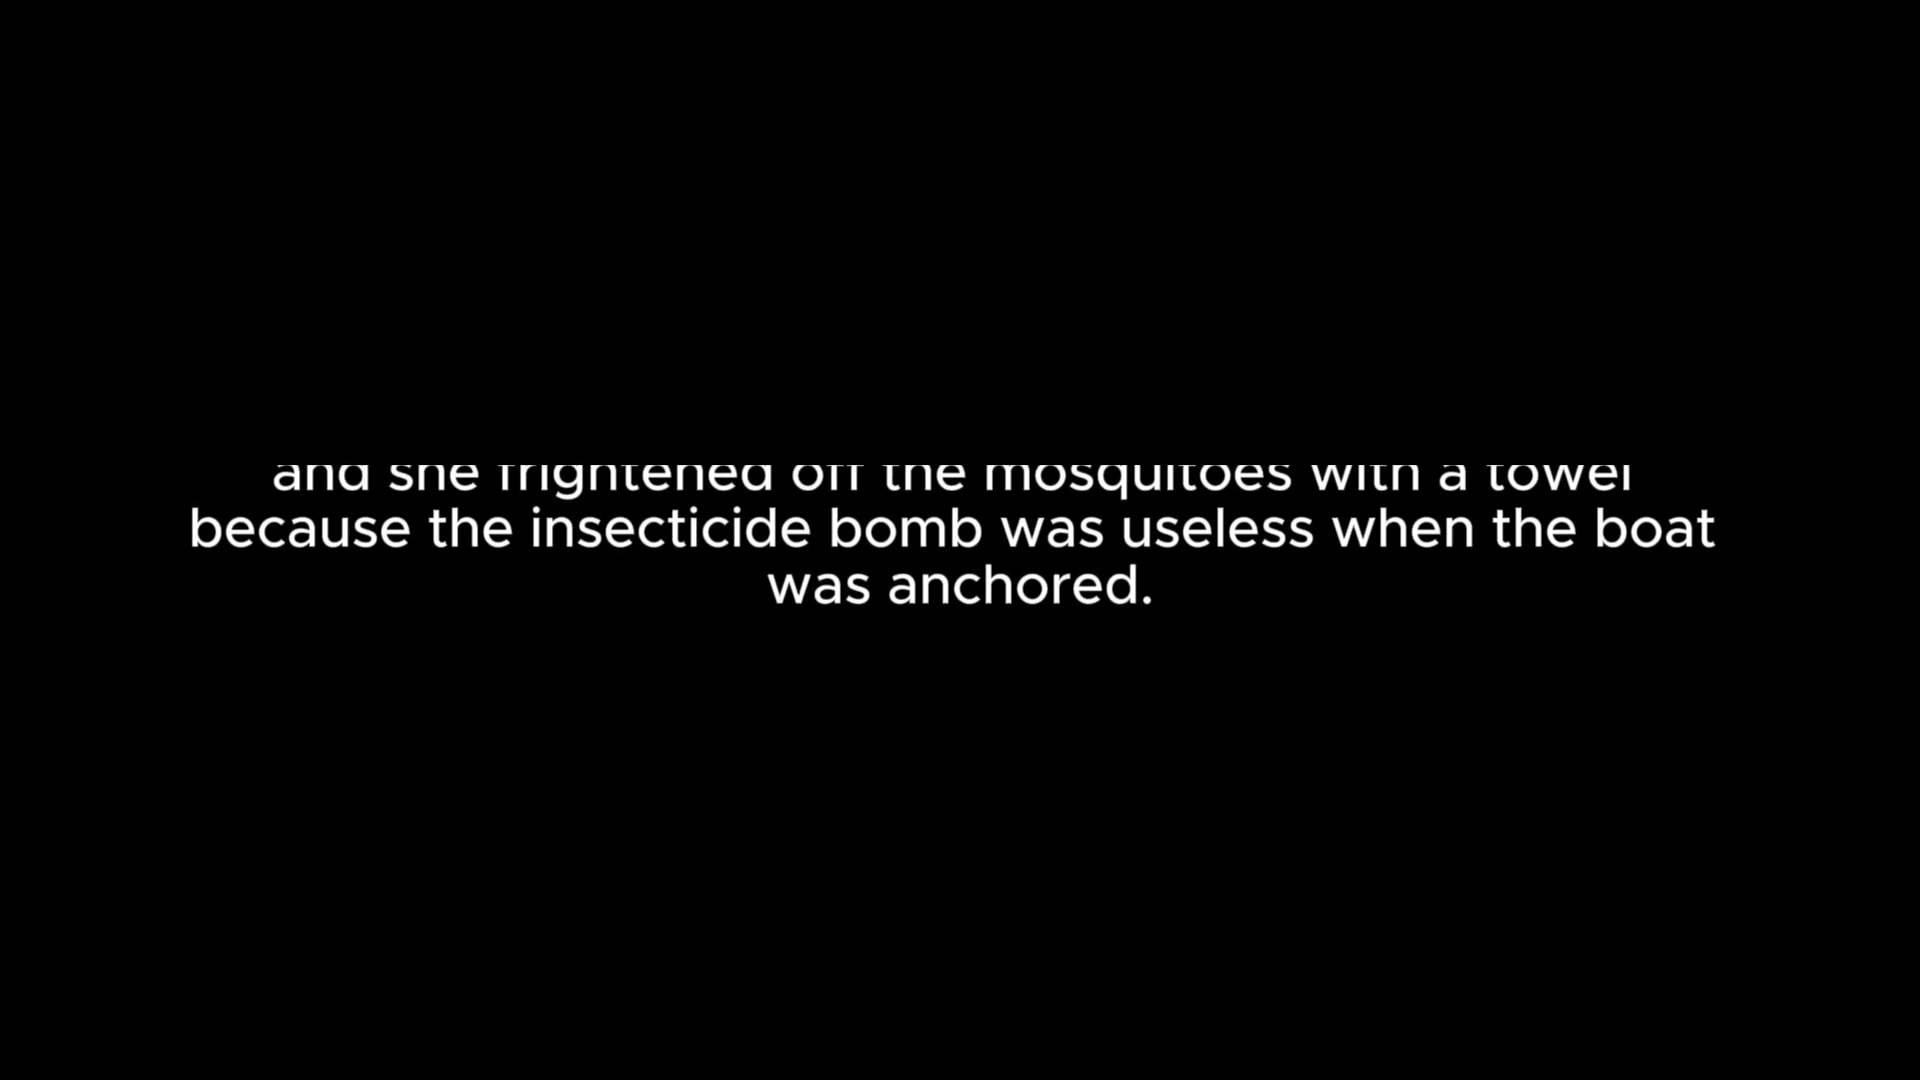 and she frightened off the mosquitoes with a towel
because the insecticide bomb was useless when the boat
was anchored.